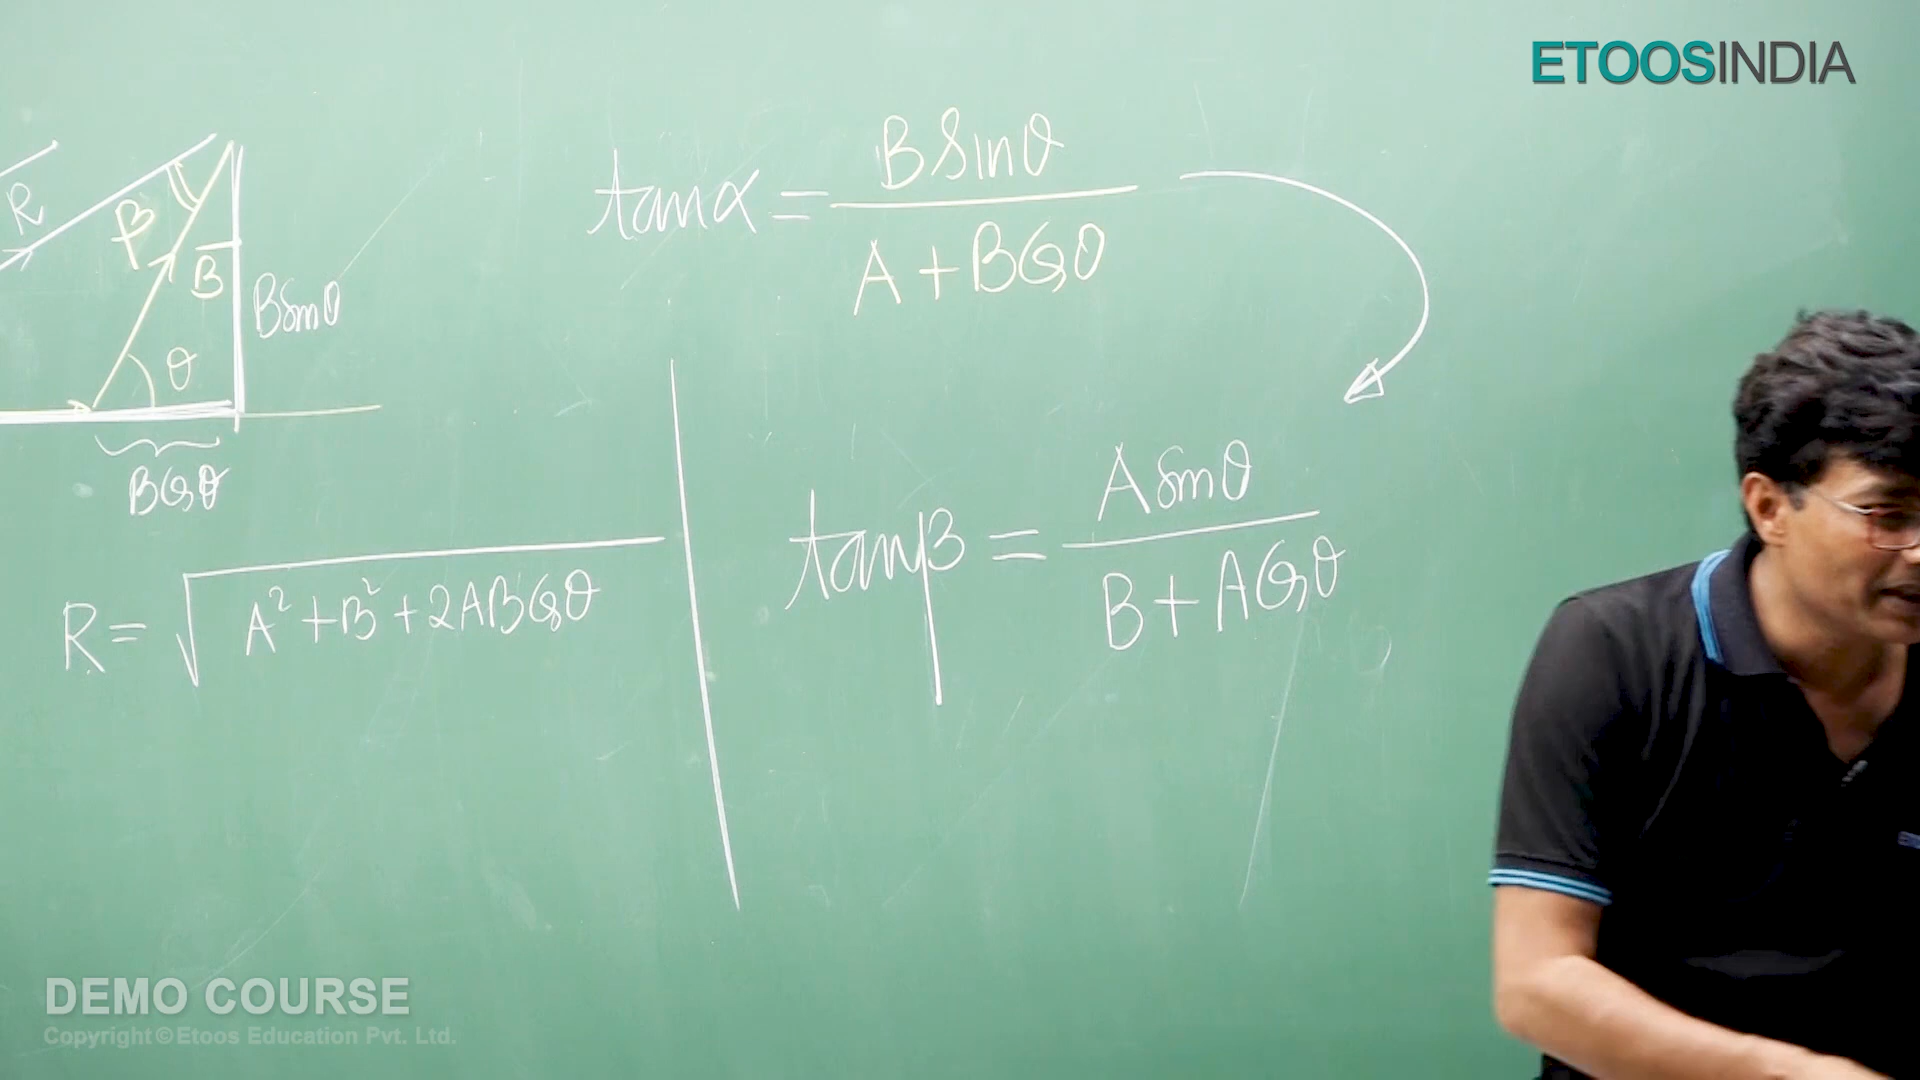 ETOOSINDIA
tanα = B sinθ / A + B cosθ
R
β
B
B sinθ
θ
B cosθ
tanβ = A sinθ / B + A cosθ
R = √A² + B² + 2AB cosθ
DEMO COURSE
Copyright © Etoos Education Pvt. Ltd.